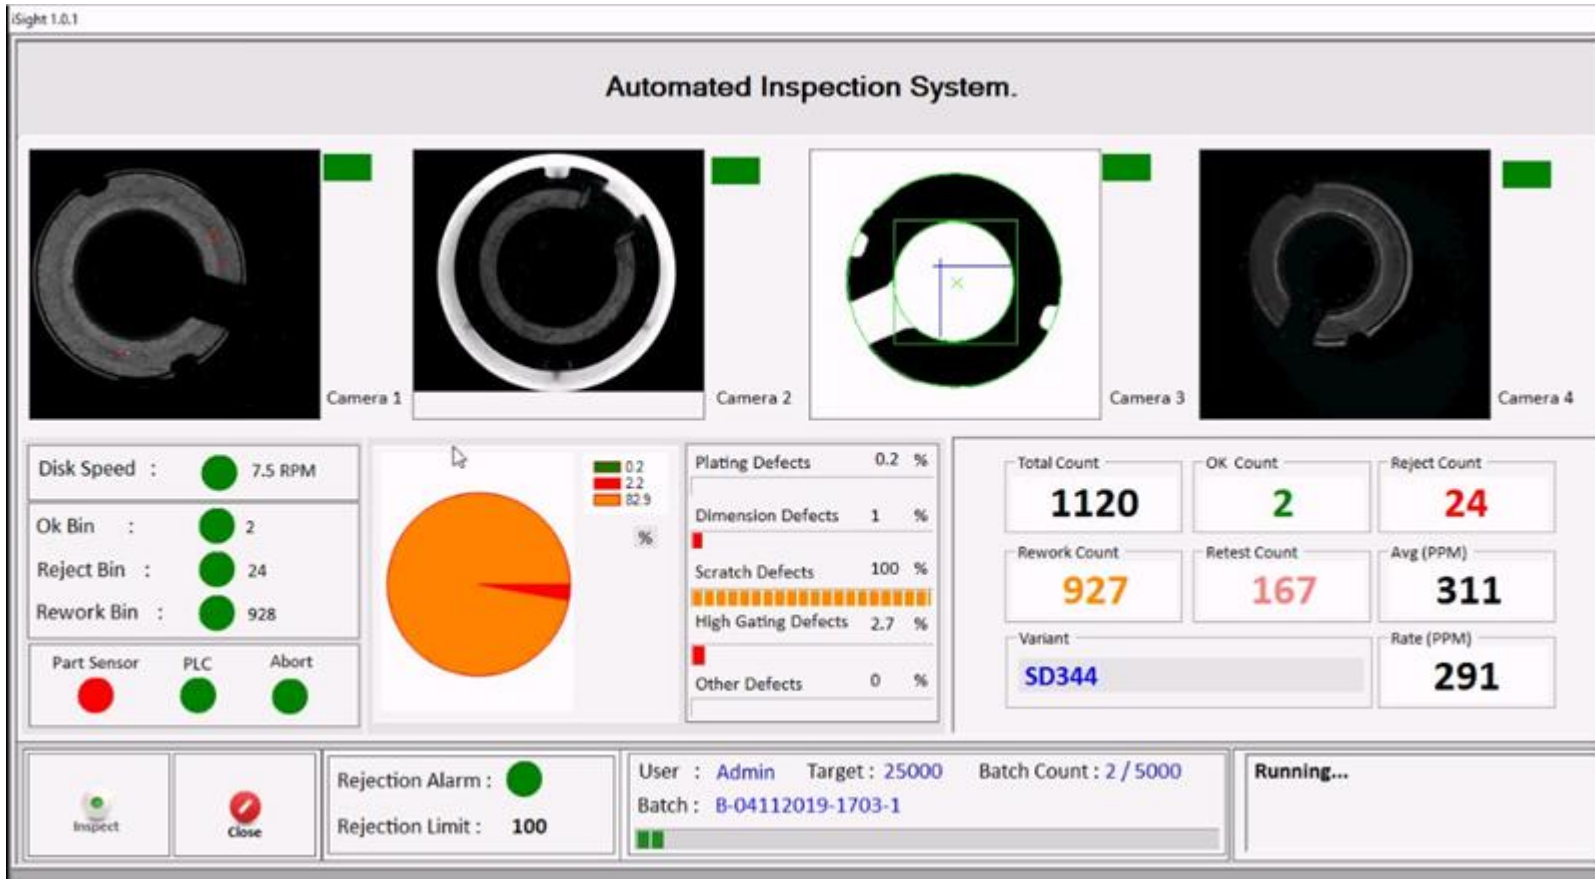 iSight 1.0.1
Automated Inspection System.
Camera 1
Camera 2
Camera 3
Camera 4
Disk Speed : 7.5 RPM
Ok Bin : 2
Reject Bin : 24
Rework Bin : 928
Part Sensor PLC Abort
0.2
2.2
82.9
%
Plating Defects 0.2 %
Dimension Defects 1 %
Scratch Defects 100 %
High Gating Defects 2.7 %
Other Defects 0 %
Total Count OK Count Reject Count
1120 2 24
Rework Count Retest Count Avg (PPM)
927 167 311
Variant Rate (PPM)
SD344 291
Inspect
Close
Rejection Alarm :
Rejection Limit : 100
User : Admin Target : 25000 Batch Count : 2 / 5000
Batch : B-04112019-1703-1
Running...